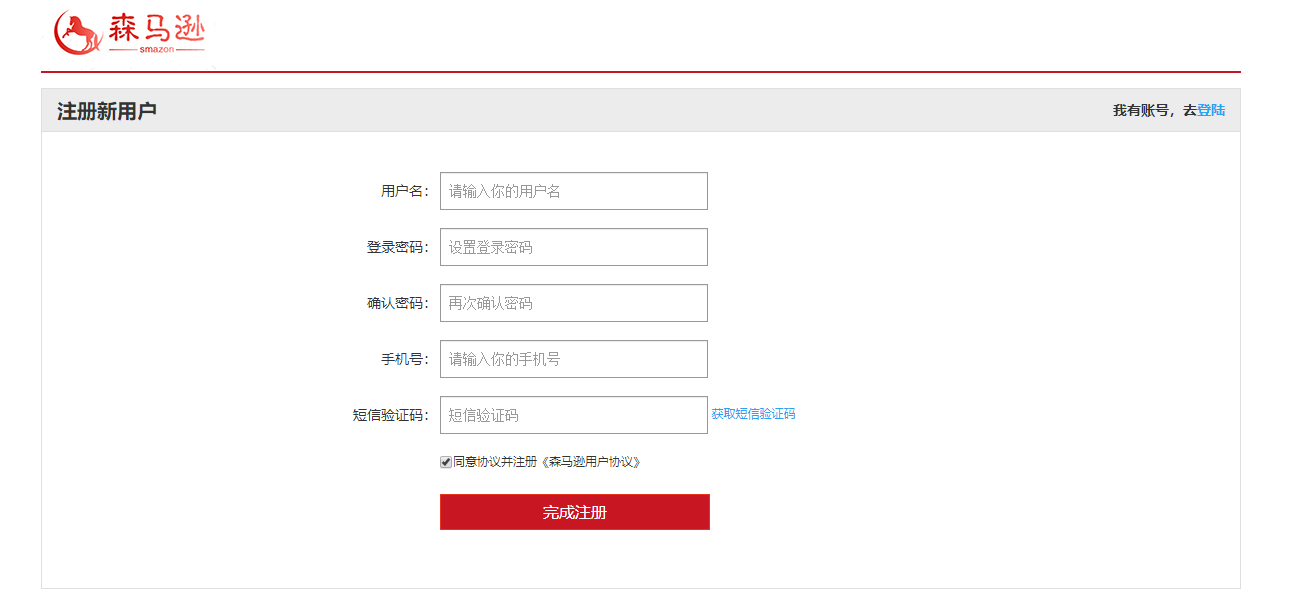 森马逊
smazon
注册新用户
我有账号，去登陆
用户名： 请输入你的用户名
登录密码： 设置登录密码
确认密码： 再次确认密码
手机号： 请输入你的手机号
短信验证码： 短信验证码 获取短信验证码
同意协议并注册《森马逊用户协议》
完成注册